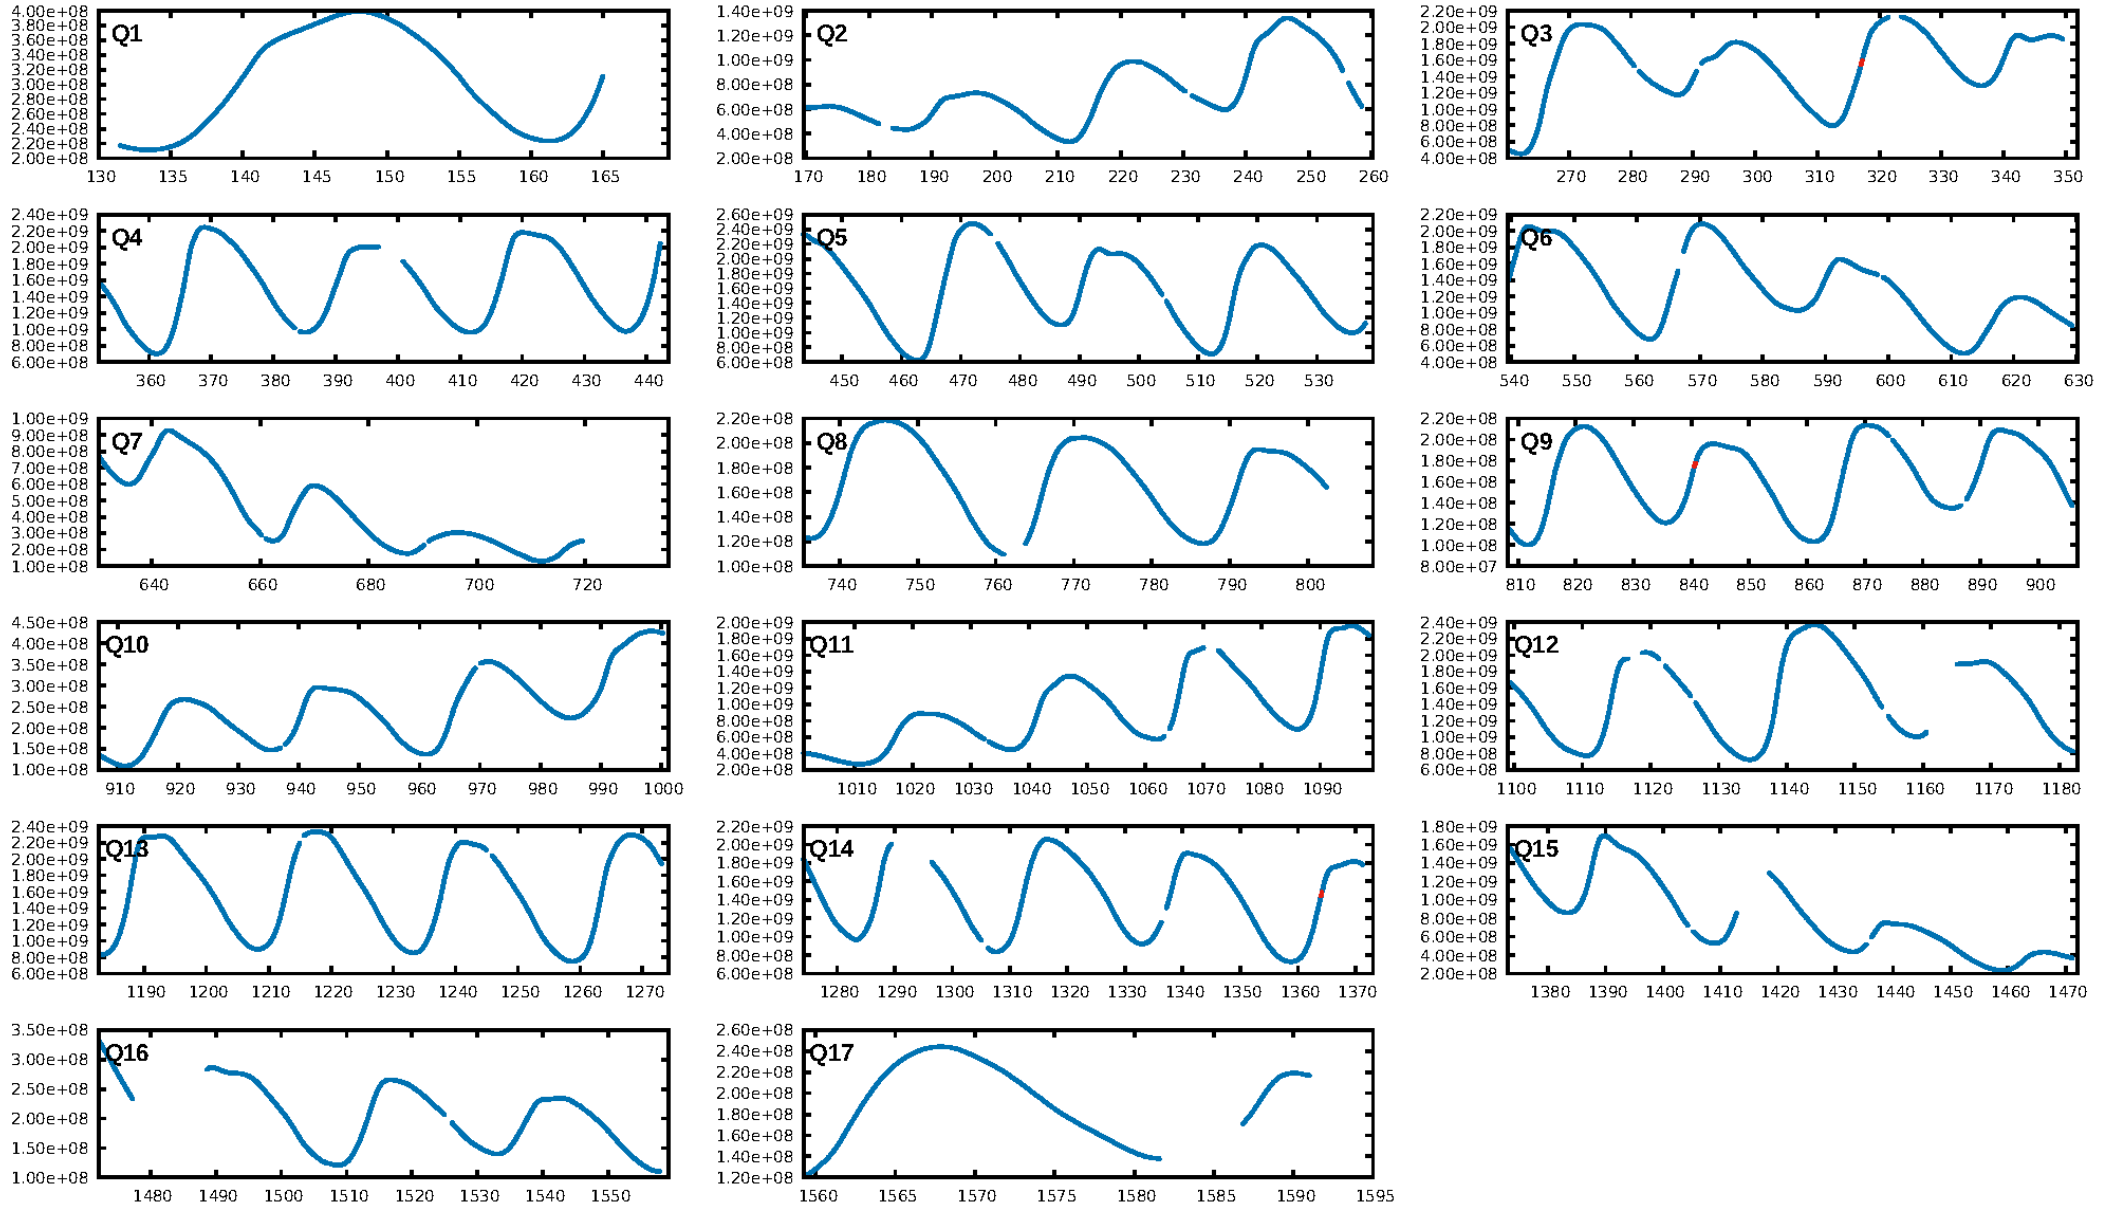 4.00e+08
Q1
3.80e+08
3.60e+08
3.40e+08
3.20e+08
3.00e+08
2.80e+08
2.60e+08
2.40e+08
2.20e+08
2.00e+08
130 135 140 145 150 155 160 165
1.40e+09
Q2
1.20e+09
1.00e+09
8.00e+08
6.00e+08
4.00e+08
2.00e+08
170 180 190 200 210 220 230 240 250 260
2.20e+09
Q3
2.00e+09
1.80e+09
1.60e+09
1.40e+09
1.20e+09
1.00e+09
8.00e+08
6.00e+08
4.00e+08
270 280 290 300 310 320 330 340 350
2.40e+09
Q4
2.20e+09
2.00e+09
1.80e+09
1.60e+09
1.40e+09
1.20e+09
1.00e+09
8.00e+08
6.00e+08
360 370 380 390 400 410 420 430 440
2.60e+09
Q5
2.40e+09
2.20e+09
2.00e+09
1.80e+09
1.60e+09
1.40e+09
1.20e+09
1.00e+09
8.00e+08
6.00e+08
450 460 470 480 490 500 510 520 530
2.20e+09
Q6
2.00e+09
1.80e+09
1.60e+09
1.40e+09
1.20e+09
1.00e+09
8.00e+08
6.00e+08
4.00e+08
540 550 560 570 580 590 600 610 620 630
1.00e+09
Q7
9.00e+08
8.00e+08
7.00e+08
6.00e+08
5.00e+08
4.00e+08
3.00e+08
2.00e+08
1.00e+08
640 660 680 700 720
2.20e+08
Q8
2.00e+08
1.80e+08
1.60e+08
1.40e+08
1.20e+08
1.00e+08
740 750 760 770 780 790 800
2.20e+08
Q9
2.00e+08
1.80e+08
1.60e+08
1.40e+08
1.20e+08
1.00e+08
8.00e+07
810 820 830 840 850 860 870 880 890 900
4.50e+08
Q10
4.00e+08
3.50e+08
3.00e+08
2.50e+08
2.00e+08
1.50e+08
1.00e+08
910 920 930 940 950 960 970 980 990 1000
2.00e+09
Q11
1.80e+09
1.60e+09
1.40e+09
1.20e+09
1.00e+09
8.00e+08
6.00e+08
4.00e+08
2.00e+08
1010 1020 1030 1040 1050 1060 1070 1080 1090
2.40e+09
Q12
2.20e+09
2.00e+09
1.80e+09
1.60e+09
1.40e+09
1.20e+09
1.00e+09
8.00e+08
6.00e+08
1100 1110 1120 1130 1140 1150 1160 1170 1180
2.40e+09
Q13
2.20e+09
2.00e+09
1.80e+09
1.60e+09
1.40e+09
1.20e+09
1.00e+09
8.00e+08
6.00e+08
1190 1200 1210 1220 1230 1240 1250 1260 1270
2.20e+09
Q14
2.00e+09
1.80e+09
1.60e+09
1.40e+09
1.20e+09
1.00e+09
8.00e+08
6.00e+08
1280 1290 1300 1310 1320 1330 1340 1350 1360 1370
1.80e+09
Q15
1.60e+09
1.40e+09
1.20e+09
1.00e+09
8.00e+08
6.00e+08
4.00e+08
2.00e+08
1380 1390 1400 1410 1420 1430 1440 1450 1460 1470
3.50e+08
Q16
3.00e+08
2.50e+08
2.00e+08
1.50e+08
1.00e+08
1480 1490 1500 1510 1520 1530 1540 1550
2.60e+08
Q17
2.40e+08
2.20e+08
2.00e+08
1.80e+08
1.60e+08
1.40e+08
1.20e+08
1560 1565 1570 1575 1580 1585 1590 1595